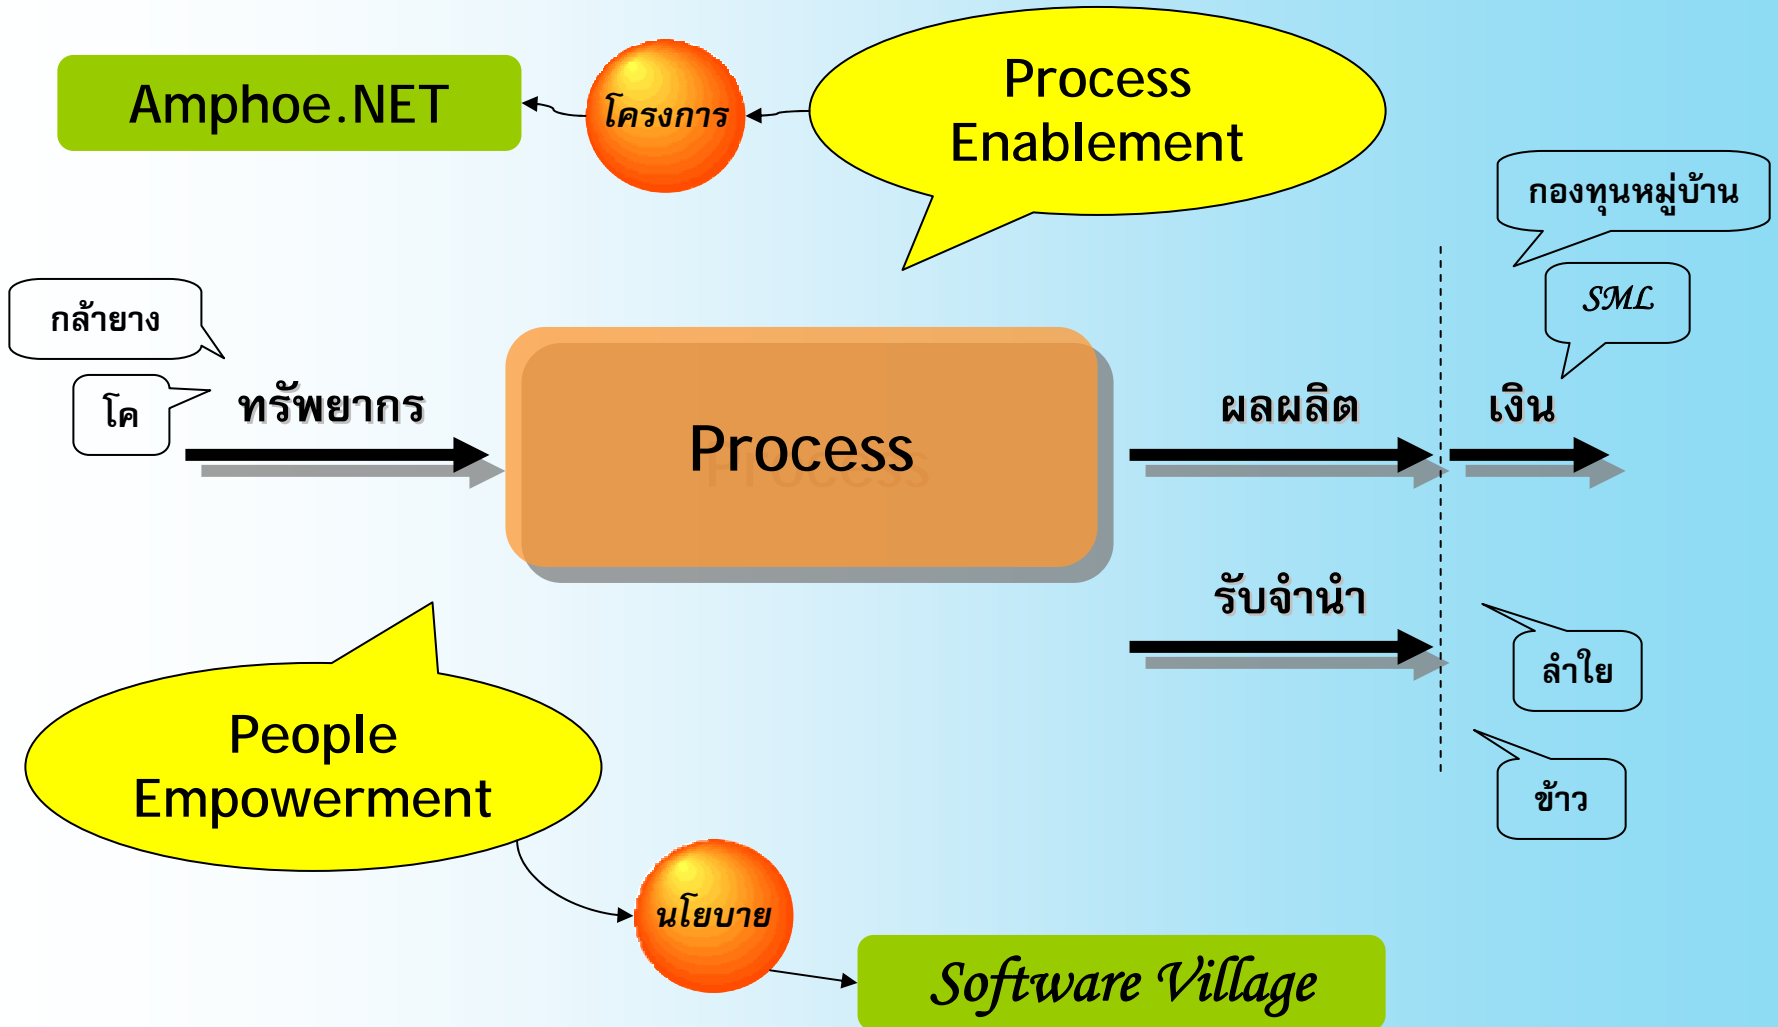 Amphoe.NET
โครงการ
Process
Enablement
กองทุนหมู่บ้าน
SML
กล้ายาง
โค
ทรัพยากร
Process
ผลผลิต
เงิน
รับจำนำ
ลำใย
ข้าว
People
Empowerment
นโยบาย
Software Village